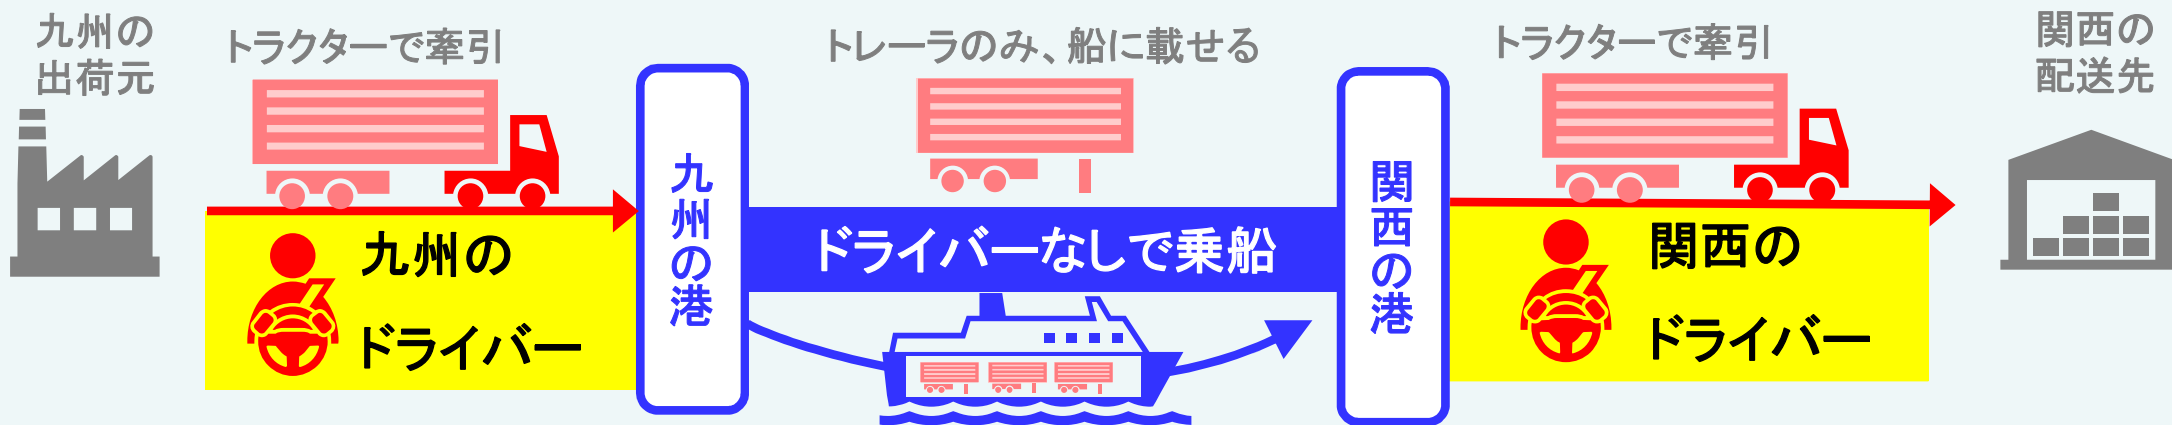 九州の
出荷元
トラクターで牽引
九州の
ドライバー
九州の港
トレーラのみ、船に載せる
ドライバーなしで乗船
関西の港
トラクターで牽引
関西の
ドライバー
関西の
配送先